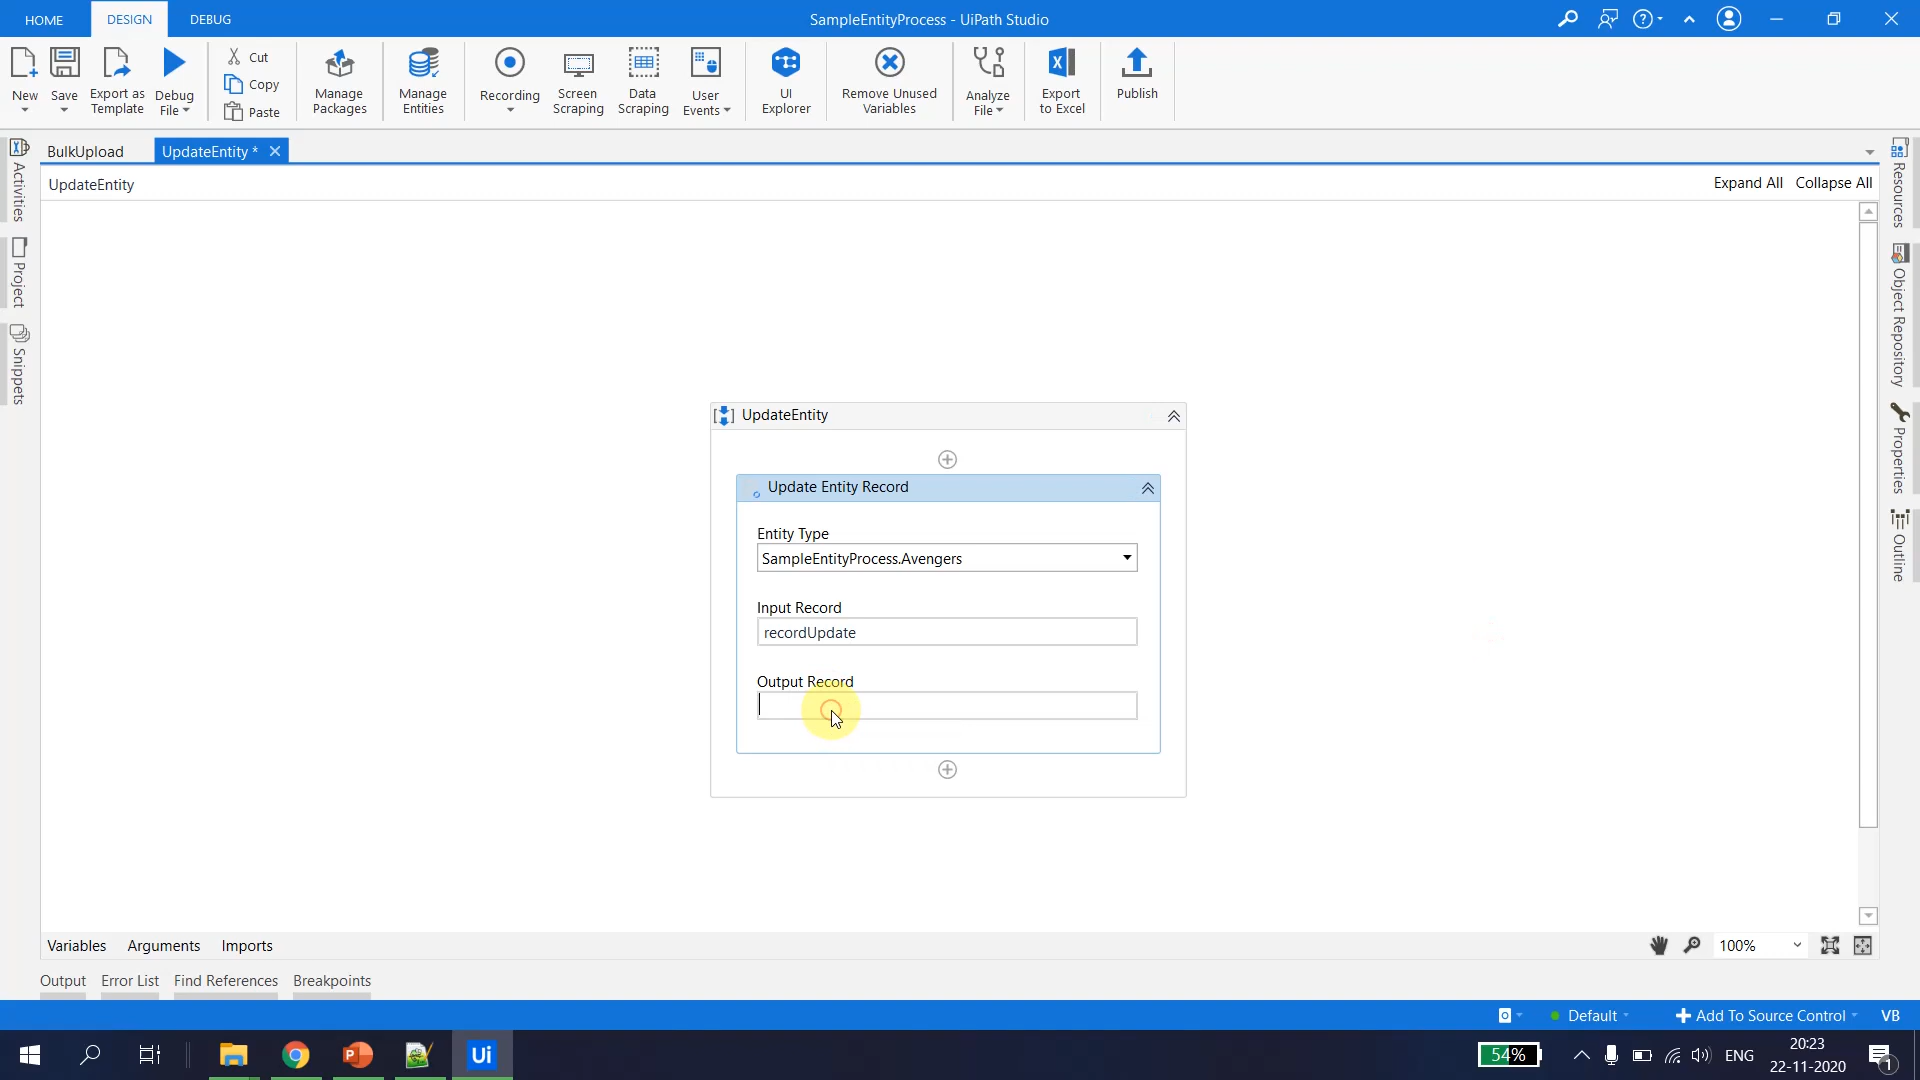 HOME
DESIGN
DEBUG
SampleEntityProcess - UiPath Studio
New
Save
Export as Template
Debug File
Cut
Copy
Paste
Manage Packages
Manage Entities
Recording
Screen Scraping
Data Scraping
User Events
UI Explorer
Remove Unused Variables
Analyze File
Export to Excel
Publish
BulkUpload
UpdateEntity *
UpdateEntity
Expand All
Collapse All
Activities
Project
Snippets
Resources
Object Repository
Properties
Outline
UpdateEntity
Update Entity Record
Entity Type
SampleEntityProcess.Avengers
Input Record
recordUpdate
Output Record
Variables
Arguments
Imports
100%
Output
Error List
Find References
Breakpoints
Default
Add To Source Control
VB
Ui
54%
ENG
20:23
22-11-2020
1